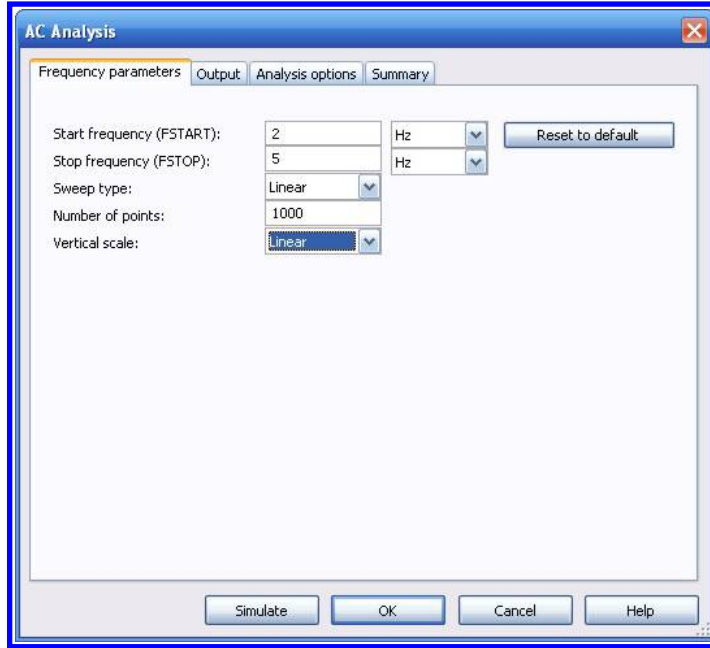 AC Analysis
Frequency parameters Output Analysis options Summary
Start frequency (FSTART): 2 Hz Reset to default
Stop frequency (FSTOP): 5 Hz
Sweep type: Linear
Number of points: 1000
Vertical scale: Linear
Simulate OK Cancel Help